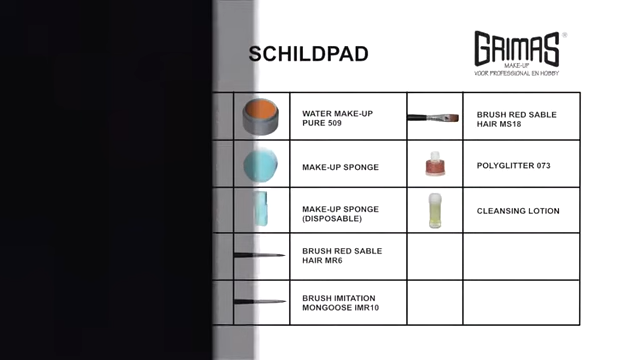 SCHILDPAD
GRIMAS
®
MAKE-UP
VOOR PROFESSIONAL EN HOBBY
WATER MAKE-UP
PURE 509
BRUSH RED SABLE
HAIR MS18
MAKE-UP SPONGE
POLYGLITTER 073
MAKE-UP SPONGE
(DISPOSABLE)
CLEANSING LOTION
BRUSH RED SABLE
HAIR MR6
BRUSH IMITATION
MONGOOSE IMR10